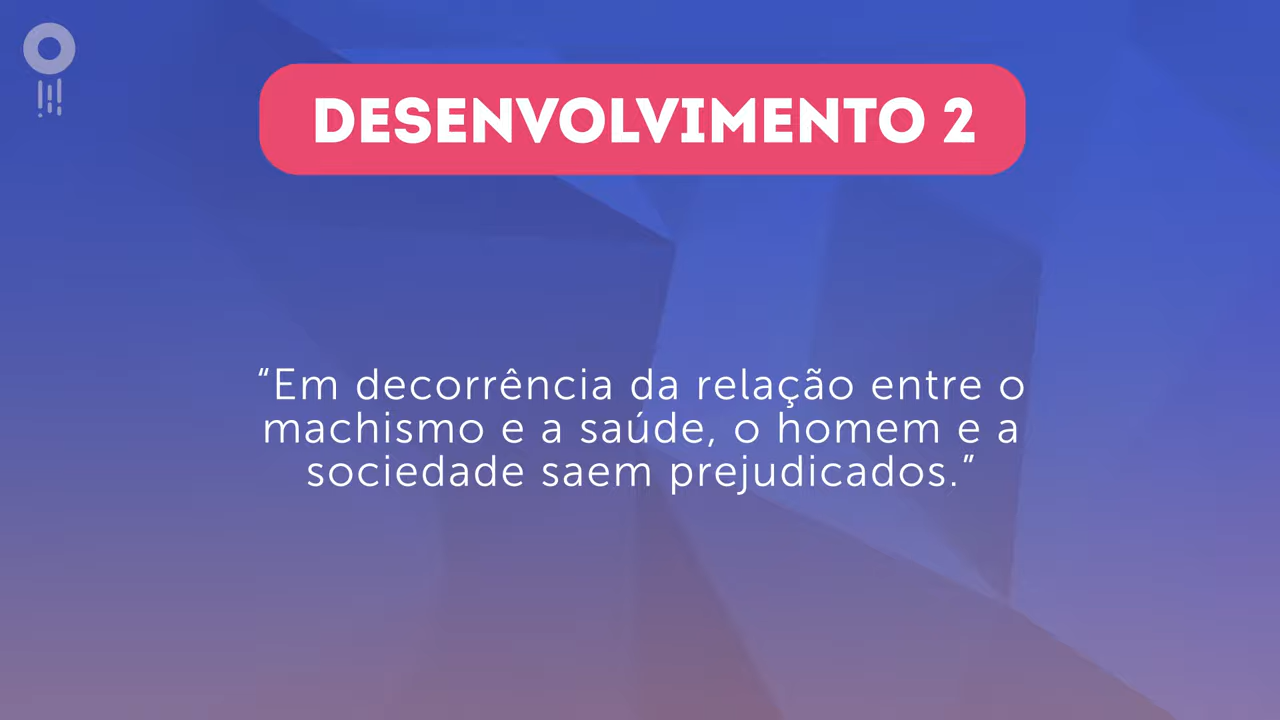 DESENVOLVIMENTO 2
“Em decorrência da relação entre o
machismo e a saúde, o homem e a
sociedade saem prejudicados.”